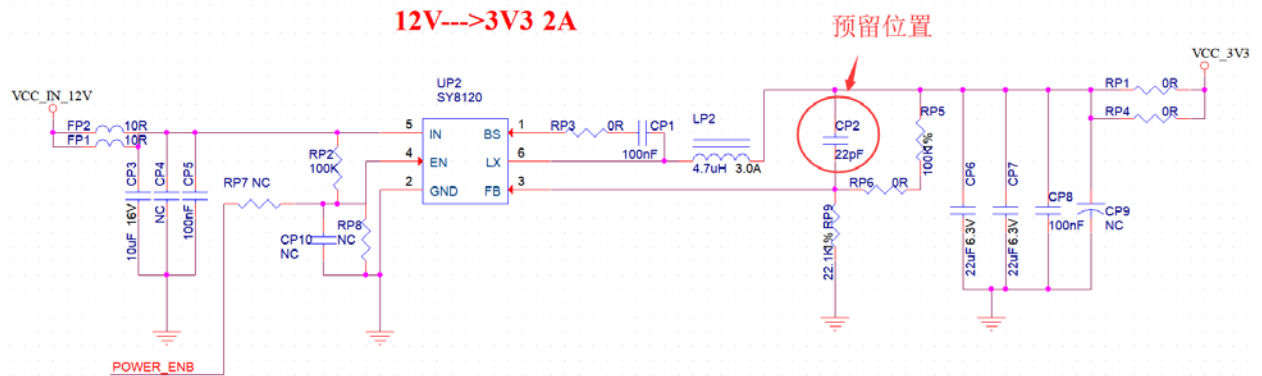 12V--->3V3 2A
预留位置
VCC_3V3
UP2
SY8120
VCC_IN_12V
FP2 10R
FP1 10R
CP3
10uF 16V
CP4
NC
CP5
100nF
RP2
100K
RP7 NC
CP10
NC
RP8
NC
5 IN
4 EN
2 GND
BS 1
LX 6
FB 3
RP3 0R
CP1
100nF
LP2
4.7uH 3.0A
CP2
22pF
RP5
100K1%
RP6 0R
RP9
22.1K1%
CP6
22uF 6.3V
CP7
22uF 6.3V
CP8
100nF
CP9
NC
RP1 0R
RP4 0R
POWER_ENB